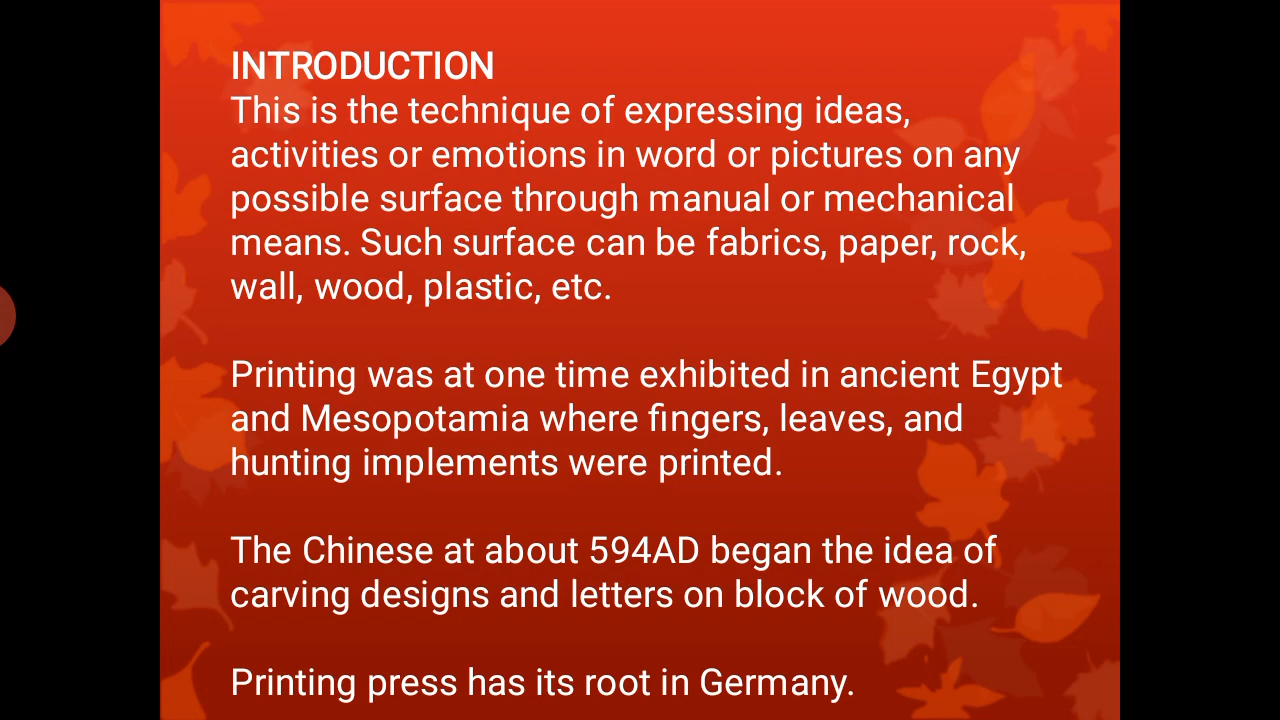 INTRODUCTION
This is the technique of expressing ideas,
activities or emotions in word or pictures on any
possible surface through manual or mechanical
means. Such surface can be fabrics, paper, rock,
wall, wood, plastic, etc.
Printing was at one time exhibited in ancient Egypt
and Mesopotamia where fingers, leaves, and
hunting implements were printed.
The Chinese at about 594AD began the idea of
carving designs and letters on block of wood.
Printing press has its root in Germany.